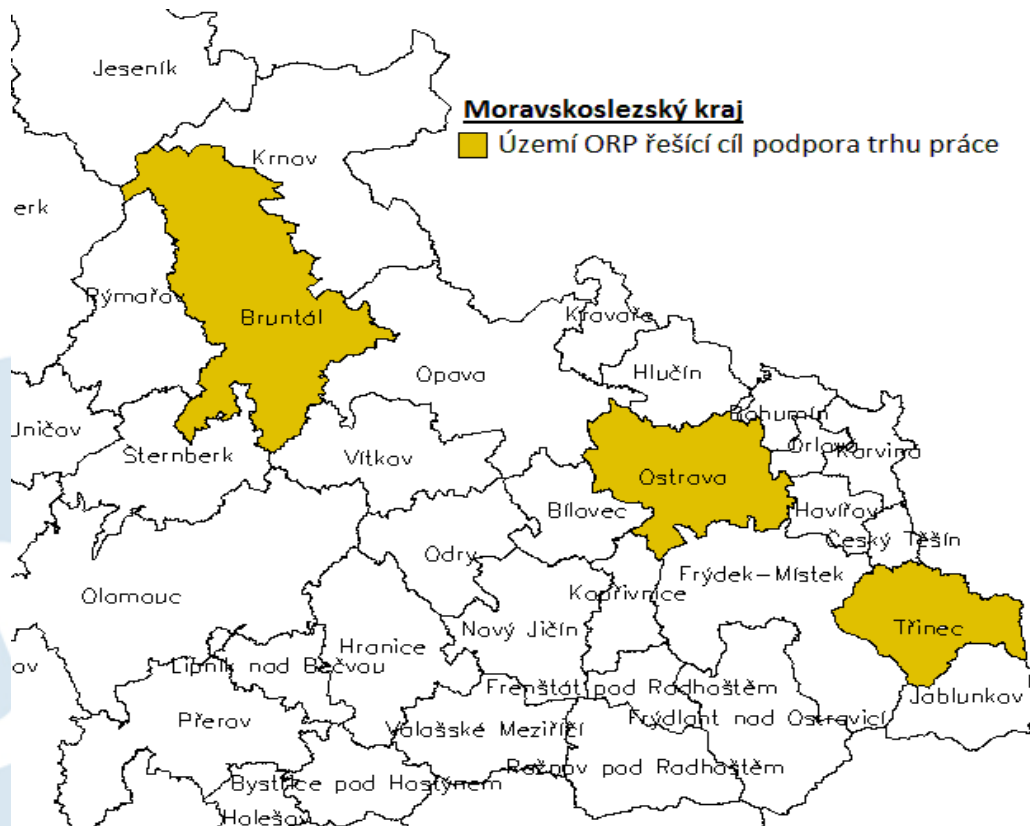 Jeseník
Moravskoslezský kraj
Území ORP řešící cíl podpora trhu práce
Krnov
erk
Rýmařov
Bruntál
Kravaře
Opava
Hlučín
Bohumín
Uničov
Orlová
Karviná
Šternberk
Vítkov
Ostrava
Bílovec
Havířov
Český Těšín
Odry
Frýdek-Místek
Kopřivnice
Olomouc
Nový Jičín
Třinec
Hranice
ov
Lipník nad Bečvou
Frenštát pod Radhoštěm
Jablunkov
Přerov
Valašské Meziříčí
Frýdlant nad Ostravicí
Rožnov pod Radhoštěm
Bystřice pod Hostýnem
Holešov